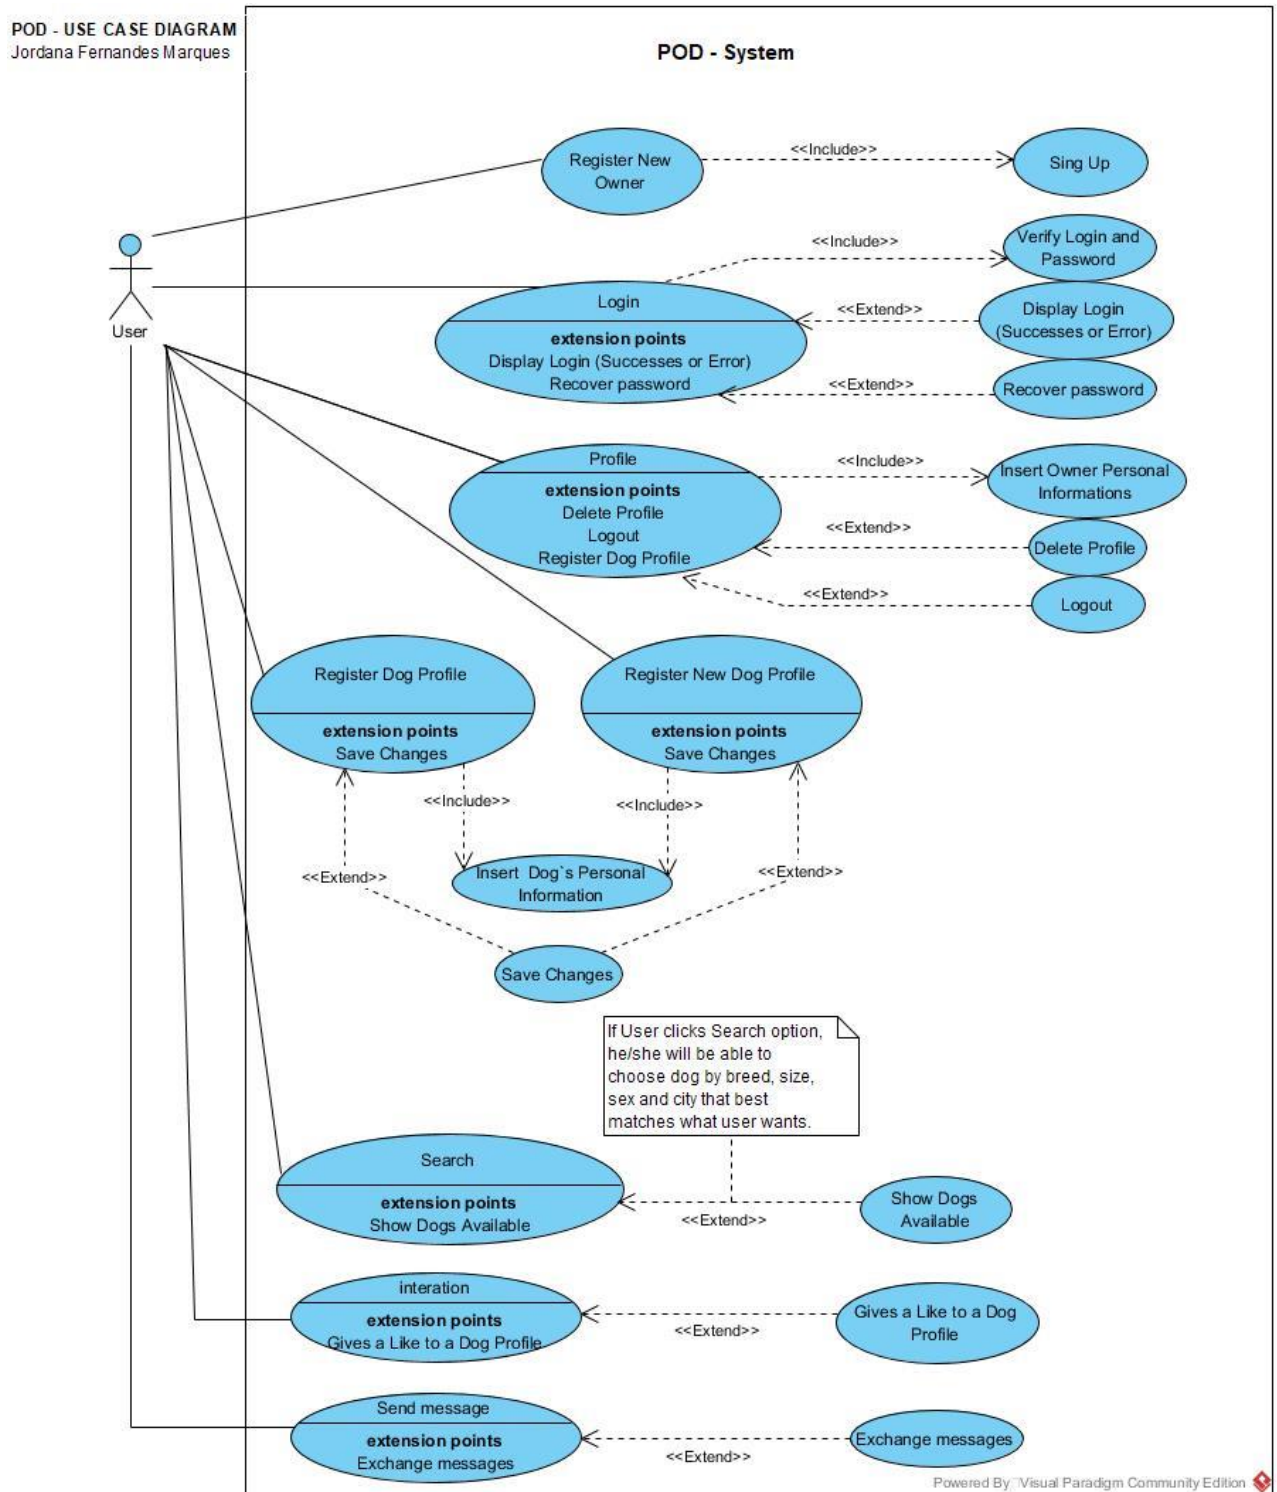 POD - USE CASE DIAGRAM
Jordana Fernandes Marques
POD - System
Register New
Owner
<<Include>>
Sing Up
User
Login
extension points
Display Login (Successes or Error)
Recover password
<<Include>>
Verify Login and
Password
<<Extend>>
Display Login
(Successes or Error)
<<Extend>>
Recover password
Profile
extension points
Delete Profile
Logout
Register Dog Profile
<<Include>>
Insert Owner Personal
Informations
<<Extend>>
Delete Profile
<<Extend>>
Logout
Register Dog Profile
extension points
Save Changes
Register New Dog Profile
extension points
Save Changes
<<Include>>
<<Include>>
<<Extend>>
Insert Dog`s Personal
Information
<<Extend>>
Save Changes
If User clicks Search option,
he/she will be able to
choose dog by breed, size,
sex and city that best
matches what user wants.
Search
extension points
Show Dogs Available
<<Extend>>
Show Dogs
Available
interation
extension points
Gives a Like to a Dog Profile
<<Extend>>
Gives a Like to a Dog
Profile
Send message
extension points
Exchange messages
<<Extend>>
Exchange messages
Powered By Visual Paradigm Community Edition